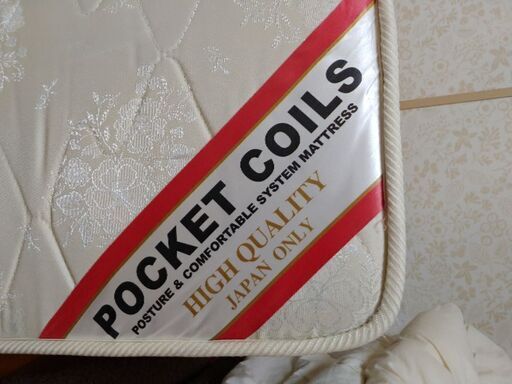 POCKET COILS
POSTURE & COMFORTABLE SYSTEM MATTRESS
HIGH QUALITY
JAPAN ONLY